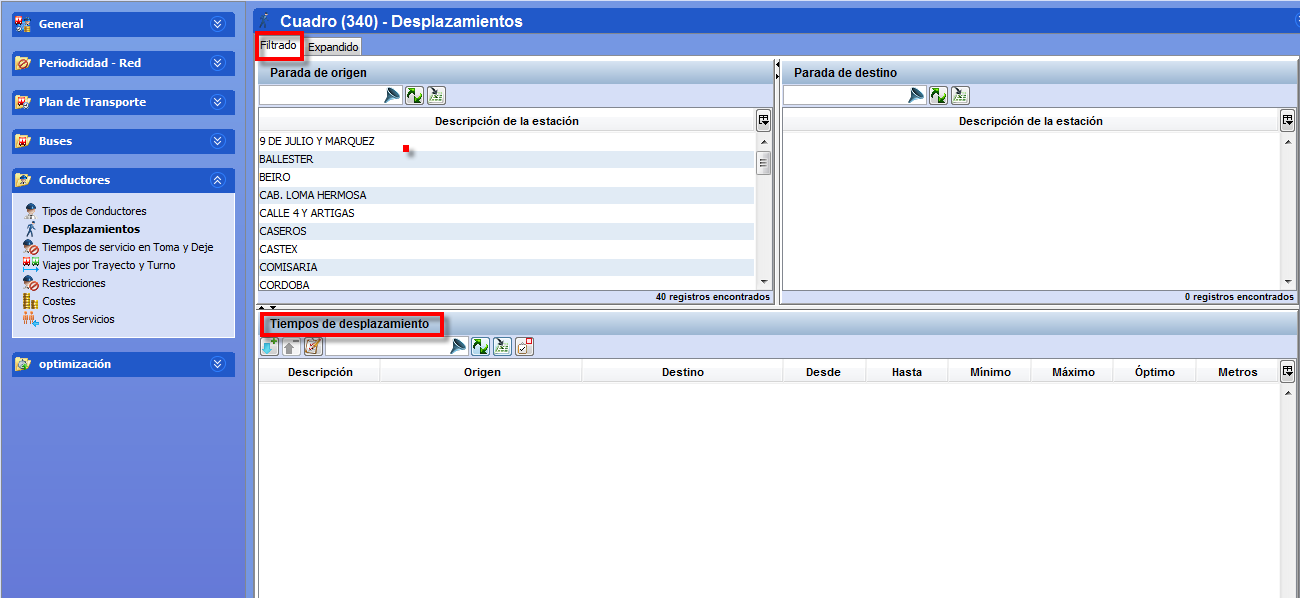 General
Periodicidad - Red
Plan de Transporte
Buses
Conductores
Tipos de Conductores
Desplazamientos
Tiempos de servicio en Toma y Deje
Viajes por Trayecto y Turno
Restricciones
Costes
Otros Servicios
optimización
Cuadro (340) - Desplazamientos
Filtrado Expandido
Parada de origen
Descripción de la estación
9 DE JULIO Y MARQUEZ
BALLESTER
BEIRO
CAB. LOMA HERMOSA
CALLE 4 Y ARTIGAS
CASEROS
CASTEX
COMISARIA
CORDOBA
40 registros encontrados
Parada de destino
Descripción de la estación
0 registros encontrados
Tiempos de desplazamiento
Descripción Origen Destino Desde Hasta Mínimo Máximo Óptimo Metros